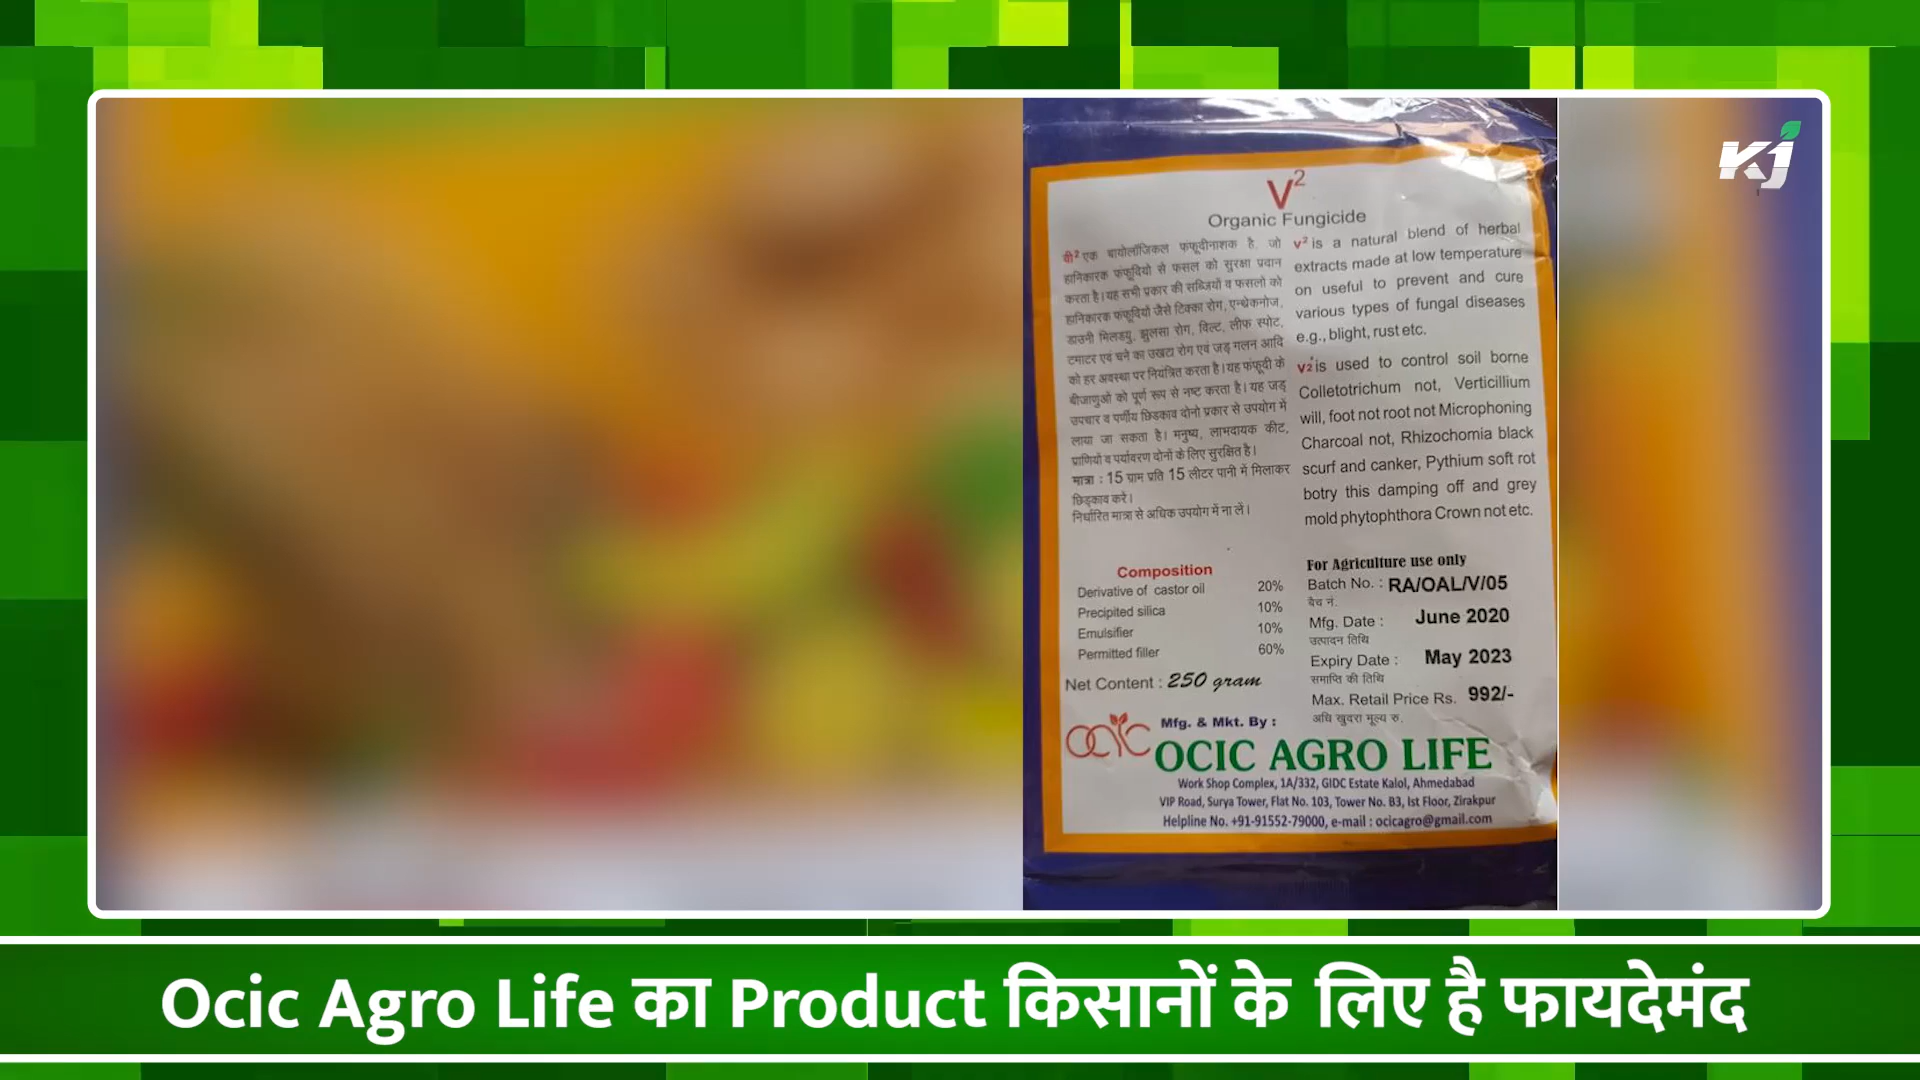 KJ
V²
Organic Fungicide
वी² एक बायोलॉजिकल फफूदीनाशक है, जो
हानिकारक फंफूदियो से फसल को सुरक्षा प्रदान
करता है। यह सभी प्रकार की सब्जियों व फसलों को
हानिकारक फंफूदियों जैसे टिक्का रोग, एन्थ्रेकनोज,
डाउनी मिलडयु, झुलसा रोग, विल्ट, लीफ स्पोट,
टमाटर एवं चने का उखटा रोग एवं जड़ मलन आदि
को हर अवस्था पर नियंत्रित करता है। यह फंफूदी के
बीजाणुओं को पूर्ण रूप से नष्ट करता है। यह जड़
उपचार व पर्णीय छिडकाव दोनो प्रकार से उपयोग में
लाया जा सकता है। मनुष्य, लाभदायक कीट,
प्राणियों व पर्यावरण दोनों के लिए सुरक्षित है।
मात्रा : 15 ग्राम प्रति 15 लीटर पानी में मिलाकर
छिड़काव करे।
निर्धारित मात्रा से अधिक उपयोग में ना लें।
v² is a natural blend of herbal
extracts made at low temperature
on useful to prevent and cure
various types of fungal diseases
e.g., blight, rust etc.
v² is used to control soil borne
Colletotrichum not, Verticillium
will, foot not root not Microphoning
Charcoal not, Rhizochomia black
scurf and canker, Pythium soft rot
botry this damping off and grey
mold phytophthora Crown not etc.
Composition
Derivative of castor oil 20%
Precipited silica 10%
Emulsifier 10%
Permitted filler 60%
Net Content : 250 gram
For Agriculture use only
Batch No. : RA/OAL/V/05
बैच नं.
Mfg. Date : June 2020
उत्पादन तिथि
Expiry Date : May 2023
समाप्ति की तिथि
Max. Retail Price Rs. 992/-
अधि खुदरा मूल्य रु.
OCIC
Mfg. & Mkt. By :
OCIC AGRO LIFE
Work Shop Complex, 1A/332, GIDC Estate Kalol, Ahmedabad
VIP Road, Surya Tower, Flat No. 103, Tower No. B3, Ist Floor, Zirakpur
Helpline No. +91-91552-79000, e-mail : ocicagro@gmail.com
Ocic Agro Life का Product किसानों के लिए है फायदेमंद